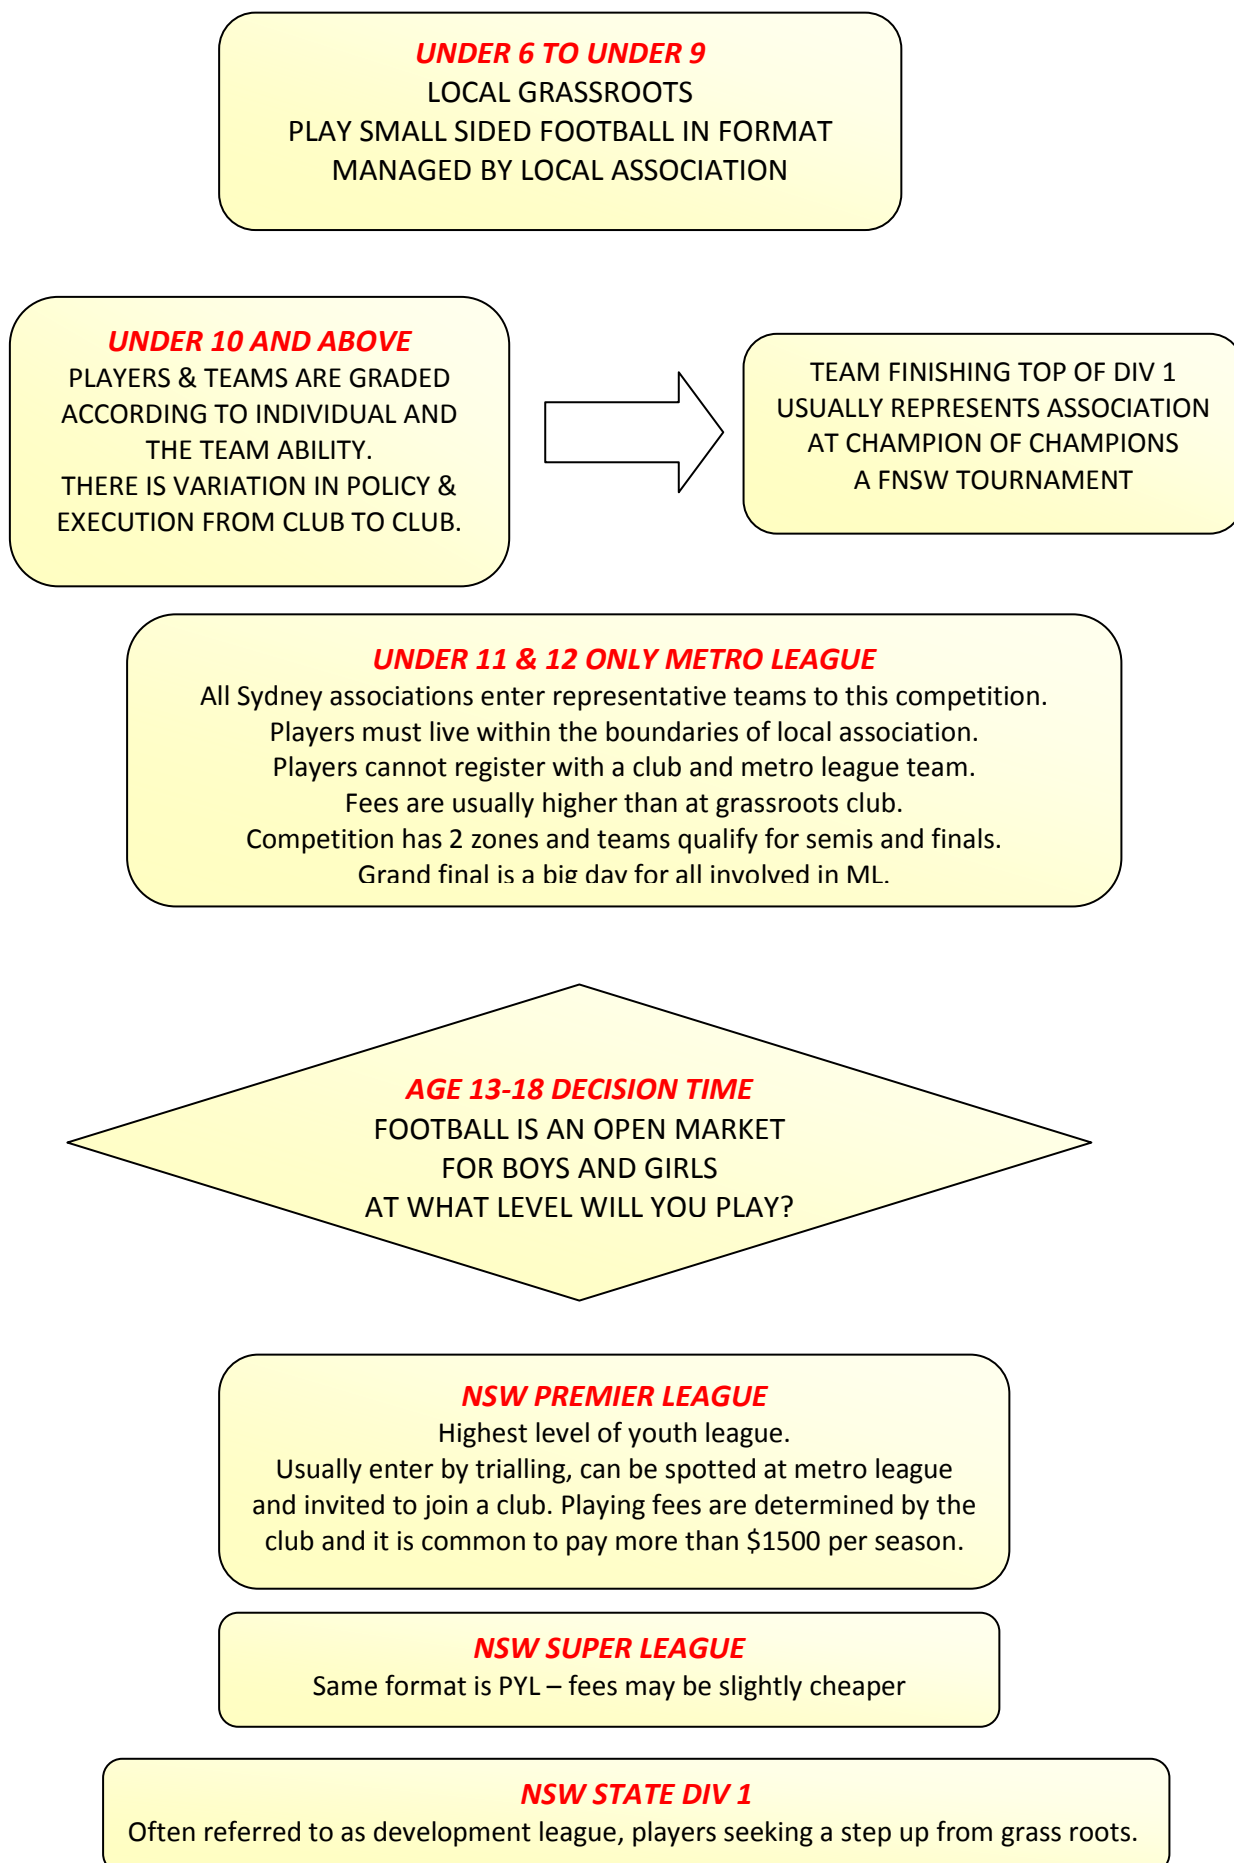 UNDER 6 TO UNDER 9
LOCAL GRASSROOTS
PLAY SMALL SIDED FOOTBALL IN FORMAT
MANAGED BY LOCAL ASSOCIATION
UNDER 10 AND ABOVE
PLAYERS & TEAMS ARE GRADED
ACCORDING TO INDIVIDUAL AND
THE TEAM ABILITY.
THERE IS VARIATION IN POLICY &
EXECUTION FROM CLUB TO CLUB.
TEAM FINISHING TOP OF DIV 1
USUALLY REPRESENTS ASSOCIATION
AT CHAMPION OF CHAMPIONS
A FNSW TOURNAMENT
UNDER 11 & 12 ONLY METRO LEAGUE
All Sydney associations enter representative teams to this competition.
Players must live within the boundaries of local association.
Players cannot register with a club and metro league team.
Fees are usually higher than at grassroots club.
Competition has 2 zones and teams qualify for semis and finals.
Grand final is a big day for all involved in ML.
AGE 13-18 DECISION TIME
FOOTBALL IS AN OPEN MARKET
FOR BOYS AND GIRLS
AT WHAT LEVEL WILL YOU PLAY?
NSW PREMIER LEAGUE
Highest level of youth league.
Usually enter by trialling, can be spotted at metro league
and invited to join a club. Playing fees are determined by the
club and it is common to pay more than $1500 per season.
NSW SUPER LEAGUE
Same format is PYL – fees may be slightly cheaper
NSW STATE DIV 1
Often referred to as development league, players seeking a step up from grass roots.